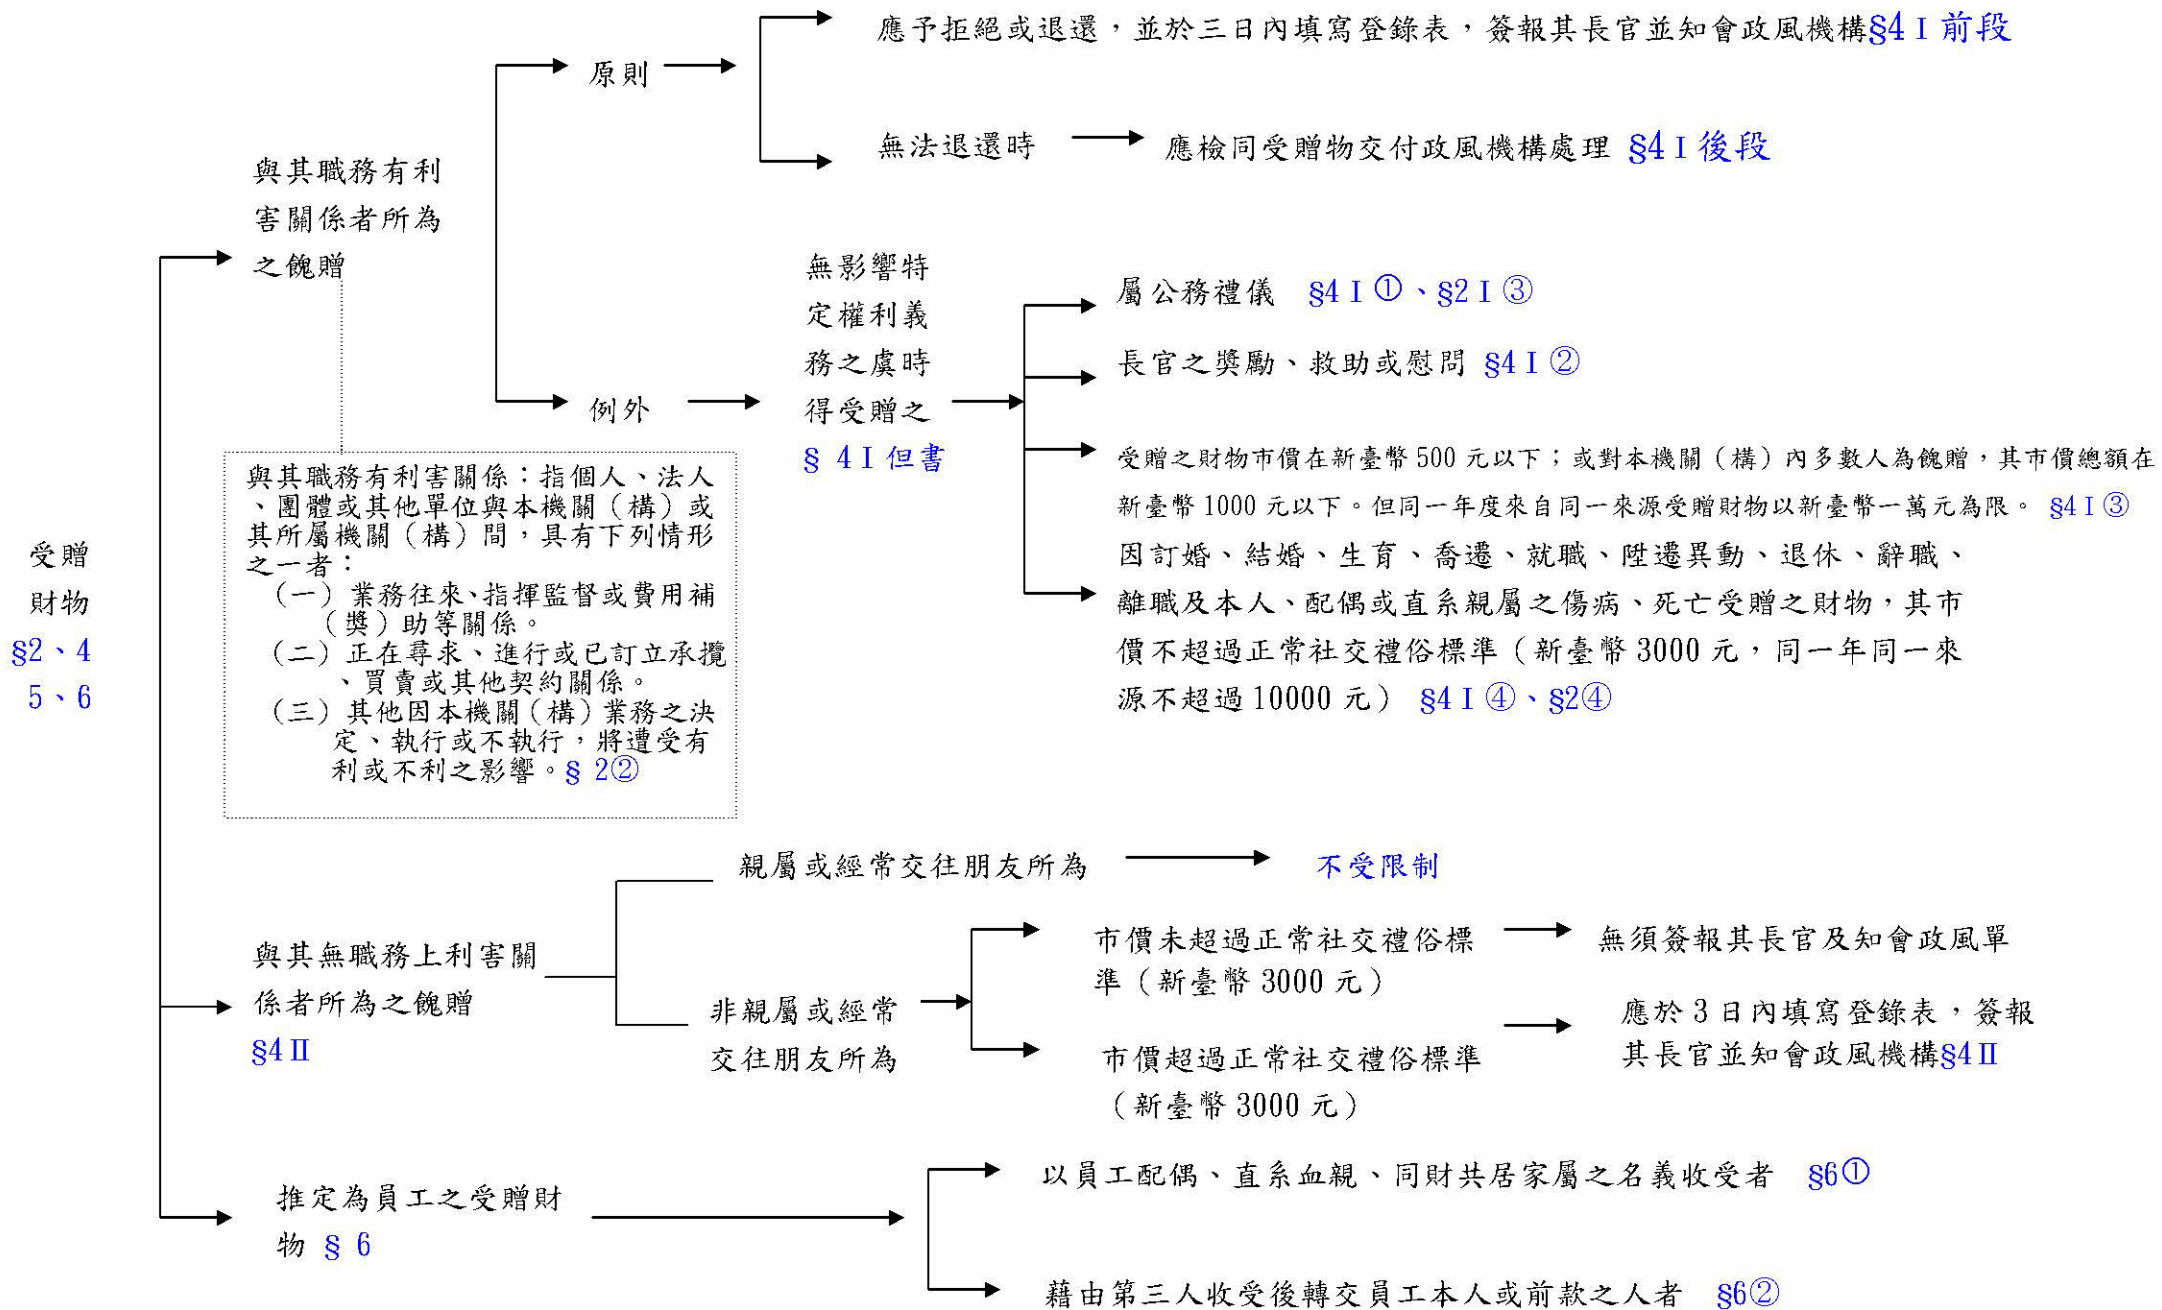 受贈
財物
§2、4
5、6
與其職務有利
害關係者所為
之餽贈
原則
應予拒絕或退還，並於三日內填寫登錄表，簽報其長官並知會政風機構§4Ⅰ前段
無法退還時
應檢同受贈物交付政風機構處理 §4Ⅰ後段
例外
無影響特
定權利義
務之虞時
得受贈之
§ 4Ⅰ但書
屬公務禮儀 §4Ⅰ①、§2Ⅰ③
長官之獎勵、救助或慰問 §4Ⅰ②
受贈之財物市價在新臺幣500元以下；或對本機關（構）內多數人為餽贈，其市價總額在
新臺幣1000元以下。但同一年度來自同一來源受贈財物以新臺幣一萬元為限。 §4Ⅰ③
因訂婚、結婚、生育、喬遷、就職、陞遷異動、退休、辭職、
離職及本人、配偶或直系親屬之傷病、死亡受贈之財物，其市
價不超過正常社交禮俗標準（新臺幣3000元，同一年同一來
源不超過10000元） §4Ⅰ④、§2④
與其職務有利害關係：指個人、法人
、團體或其他單位與本機關（構）或
其所屬機關（構）間，具有下列情形
之一者：
（一）業務往來、指揮監督或費用補
（獎）助等關係。
（二）正在尋求、進行或已訂立承攬
、買賣或其他契約關係。
（三）其他因本機關（構）業務之決
定、執行或不執行，將遭受有
利或不利之影響。§ 2②
與其無職務上利害關
係者所為之餽贈
§4Ⅱ
親屬或經常交往朋友所為
不受限制
非親屬或經常
交往朋友所為
市價未超過正常社交禮俗標
準（新臺幣3000元）
無須簽報其長官及知會政風單
市價超過正常社交禮俗標準
（新臺幣3000元）
應於3日內填寫登錄表，簽報
其長官並知會政風機構§4Ⅱ
推定為員工之受贈財
物 § 6
以員工配偶、直系血親、同財共居家屬之名義收受者 §6①
藉由第三人收受後轉交員工本人或前款之人者 §6②